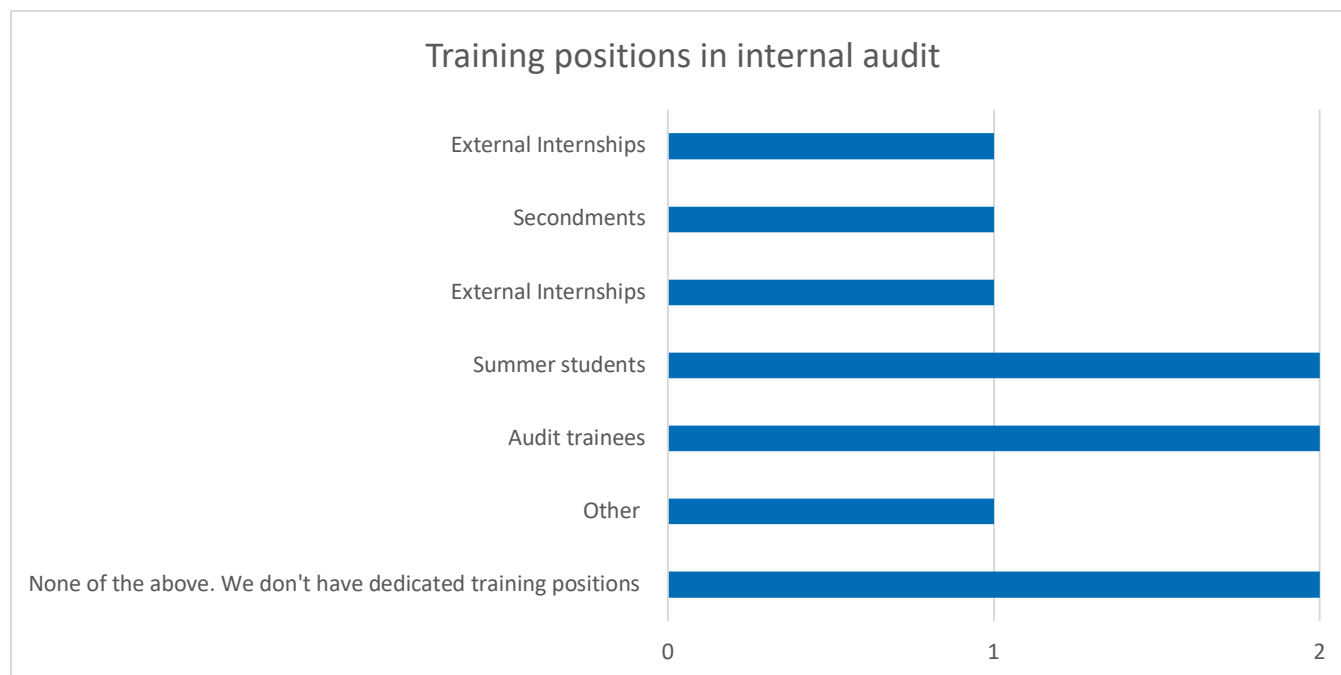 Training positions in internal audit
External Internships
Secondments
External Internships
Summer students
Audit trainees
Other
None of the above. We don't have dedicated training positions
0 1 2